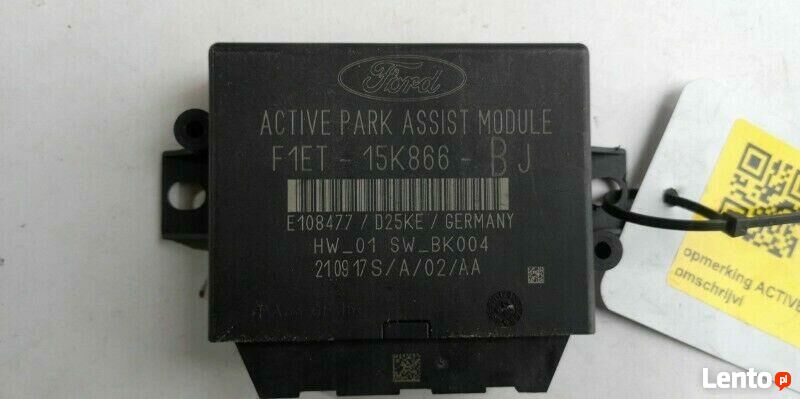 Ford
ACTIVE PARK ASSIST MODULE
F1ET - 15K866 - BJ
E108477 / D25KE / GERMANY
HW_01 SW_BK004
210917S/A/02/AA
opmerking ACTIVE
omschrijvi
Lento.pl